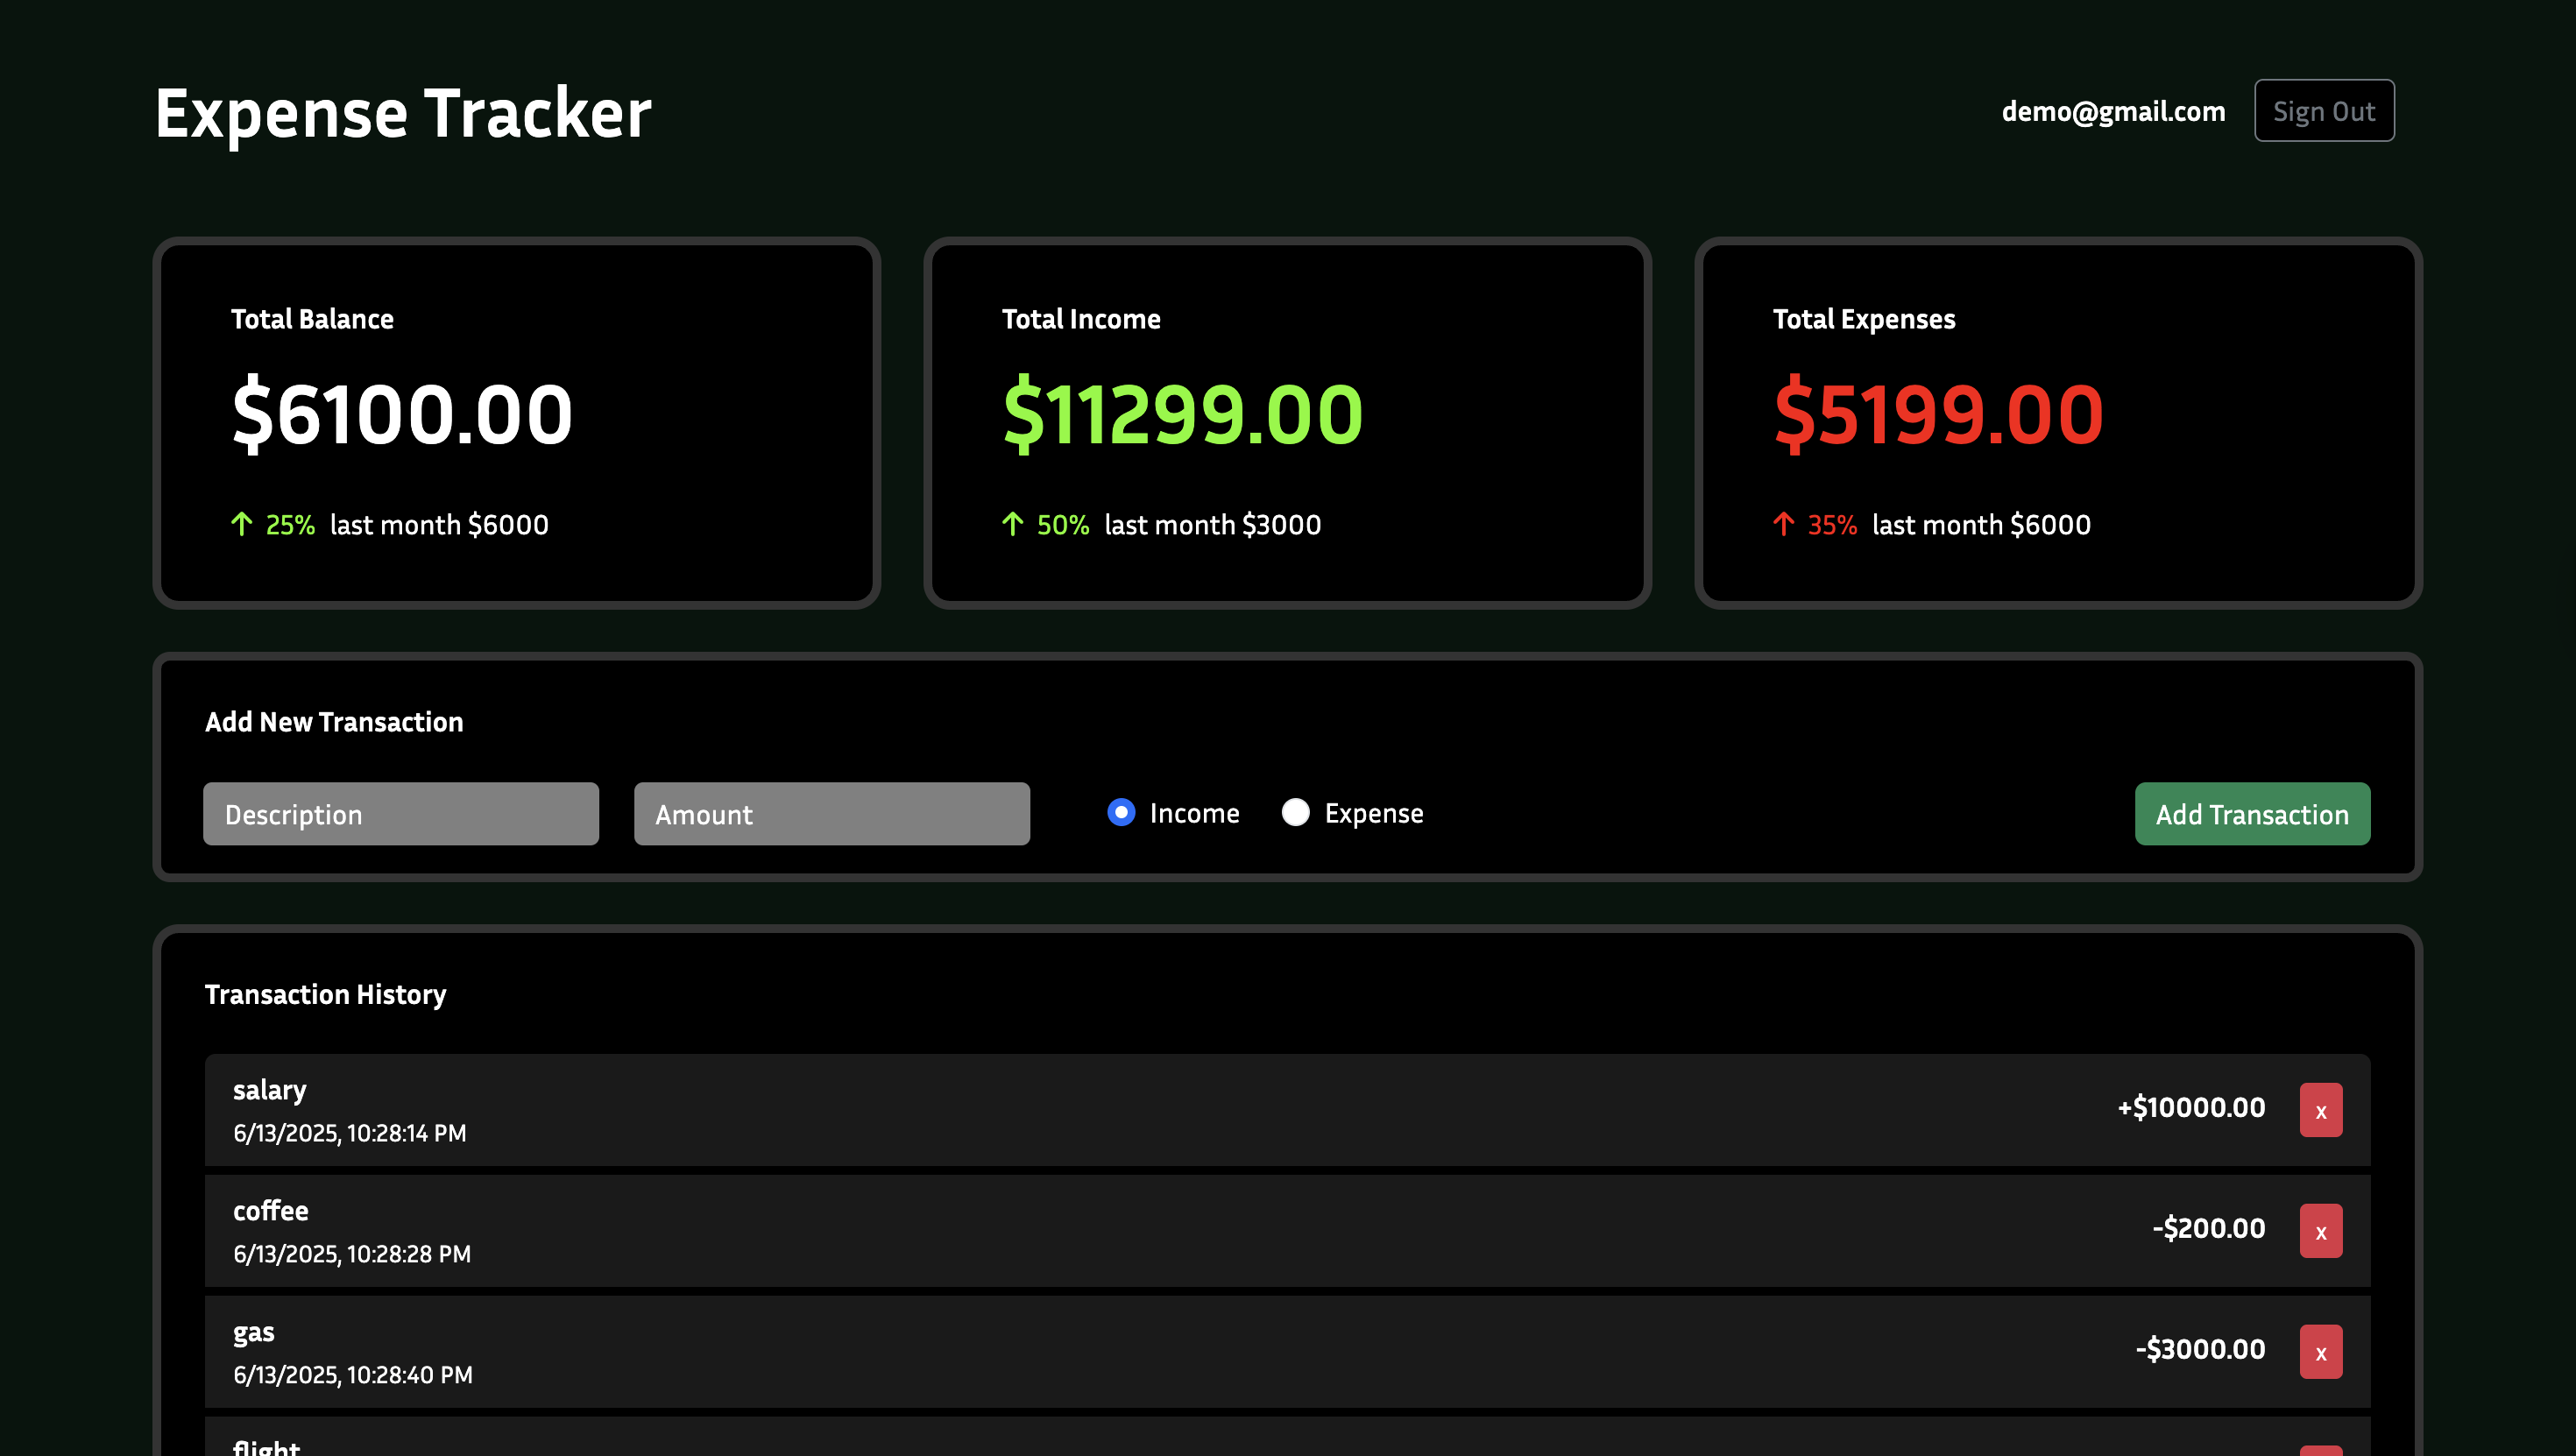 Expense Tracker
demo@gmail.com
Sign Out
Total Balance
$6100.00
↑ 25% last month $6000
Total Income
$11299.00
↑ 50% last month $3000
Total Expenses
$5199.00
↑ 35% last month $6000
Add New Transaction
Description
Amount
Income
Expense
Add Transaction
Transaction History
salary
6/13/2025, 10:28:14 PM
+$10000.00
x
coffee
6/13/2025, 10:28:28 PM
-$200.00
x
gas
6/13/2025, 10:28:40 PM
-$3000.00
x
flight